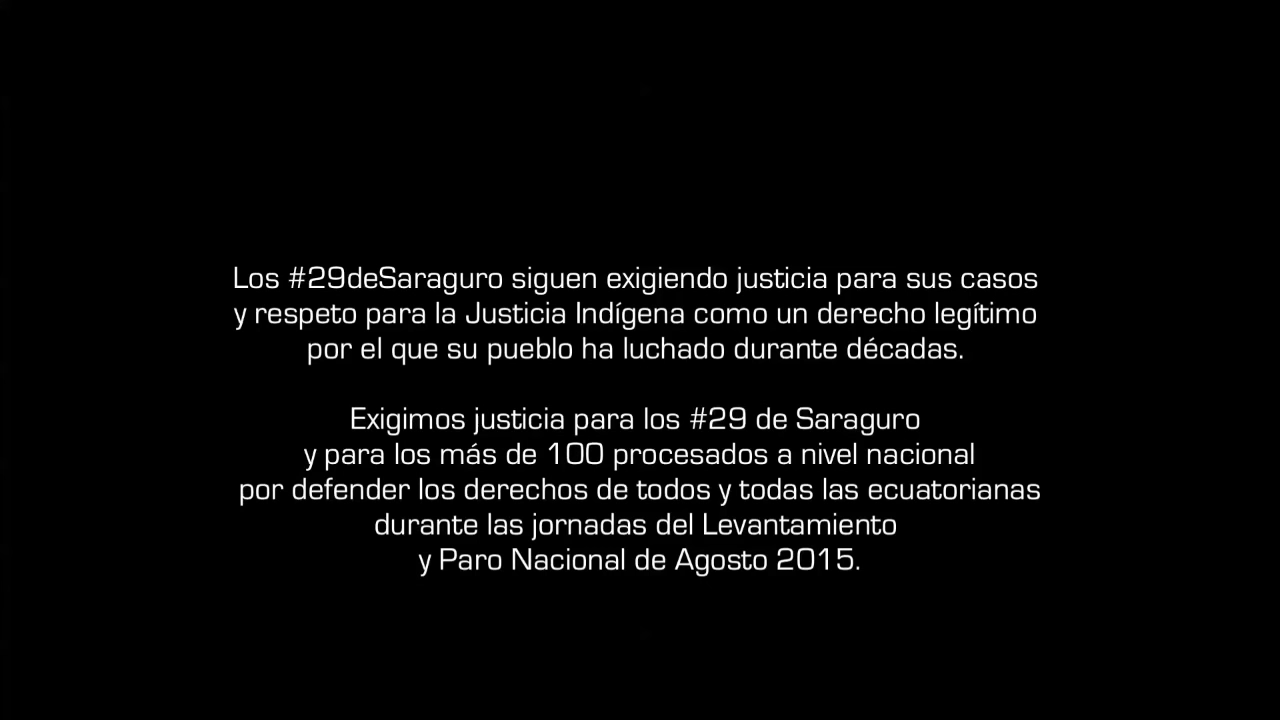 Los #29deSaraguro siguen exigiendo justicia para sus casos
y respeto para la Justicia Indígena como un derecho legítimo
por el que su pueblo ha luchado durante décadas.
Exigimos justicia para los #29 de Saraguro
y para los más de 100 procesados a nivel nacional
por defender los derechos de todos y todas las ecuatorianas
durante las jornadas del Levantamiento
y Paro Nacional de Agosto 2015.